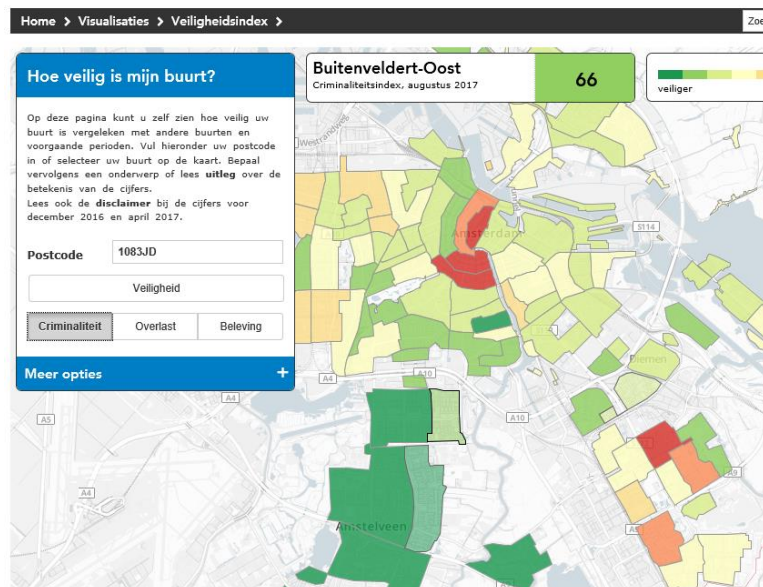 Home > Visualisaties > Veiligheidsindex >
Zoe
Hoe veilig is mijn buurt?
Op deze pagina kunt u zelf zien hoe veilig uw
buurt is vergeleken met andere buurten en
voorgaande perioden. Vul hieronder uw postcode
in of selecteer uw buurt op de kaart. Bepaal
vervolgens een onderwerp of lees uitleg over de
betekenis van de cijfers.
Lees ook de disclaimer bij de cijfers voor
december 2016 en april 2017.
Postcode 1083JD
Veiligheid
Criminaliteit Overlast Beleving
Meer opties +
Buitenveldert-Oost
Criminaliteitsindex, augustus 2017
66
veiliger
Westrandweg
Amsterdam
S114
Diemen
A4
A10
A10
A5
A9
A4
Amstelveen